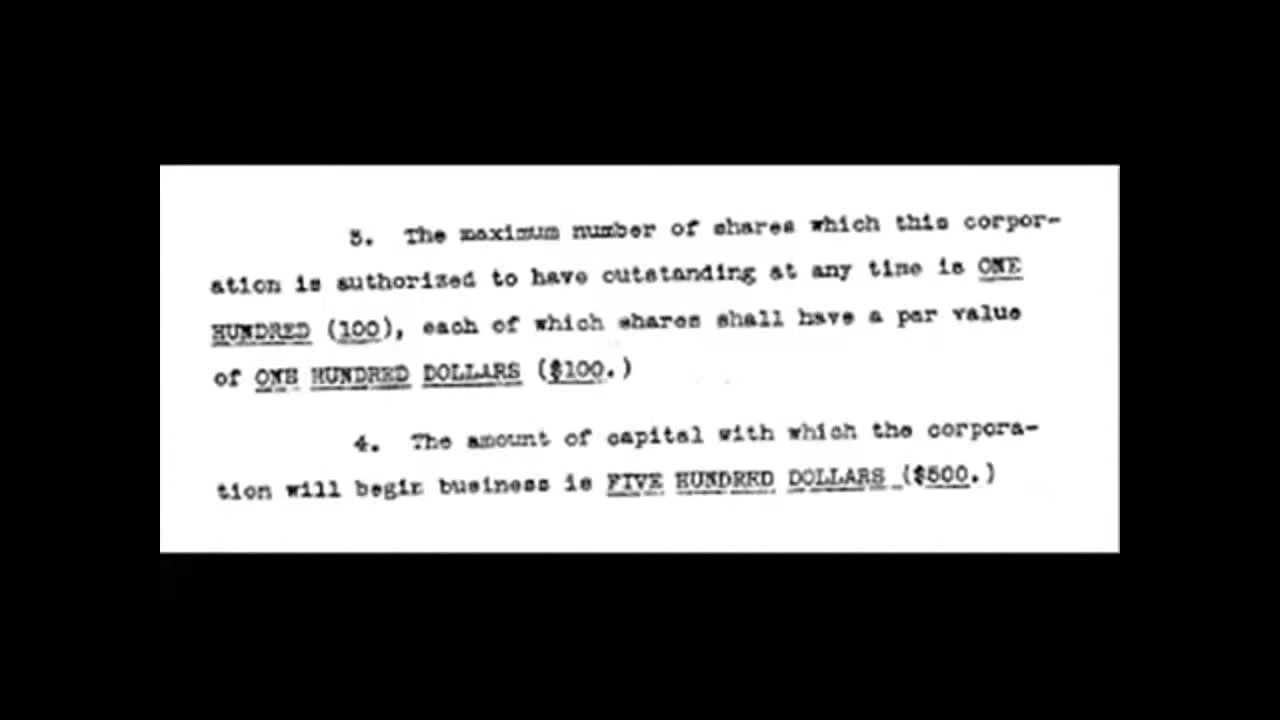 3. The maximum number of shares which this corpor-
ation is authorized to have outstanding at any time is ONE
HUNDRED (100), each of which shares shall have a par value
of ONE HUNDRED DOLLARS ($100.)
4. The amount of capital with which the corpora-
tion will begin business is FIVE HUNDRED DOLLARS ($500.)